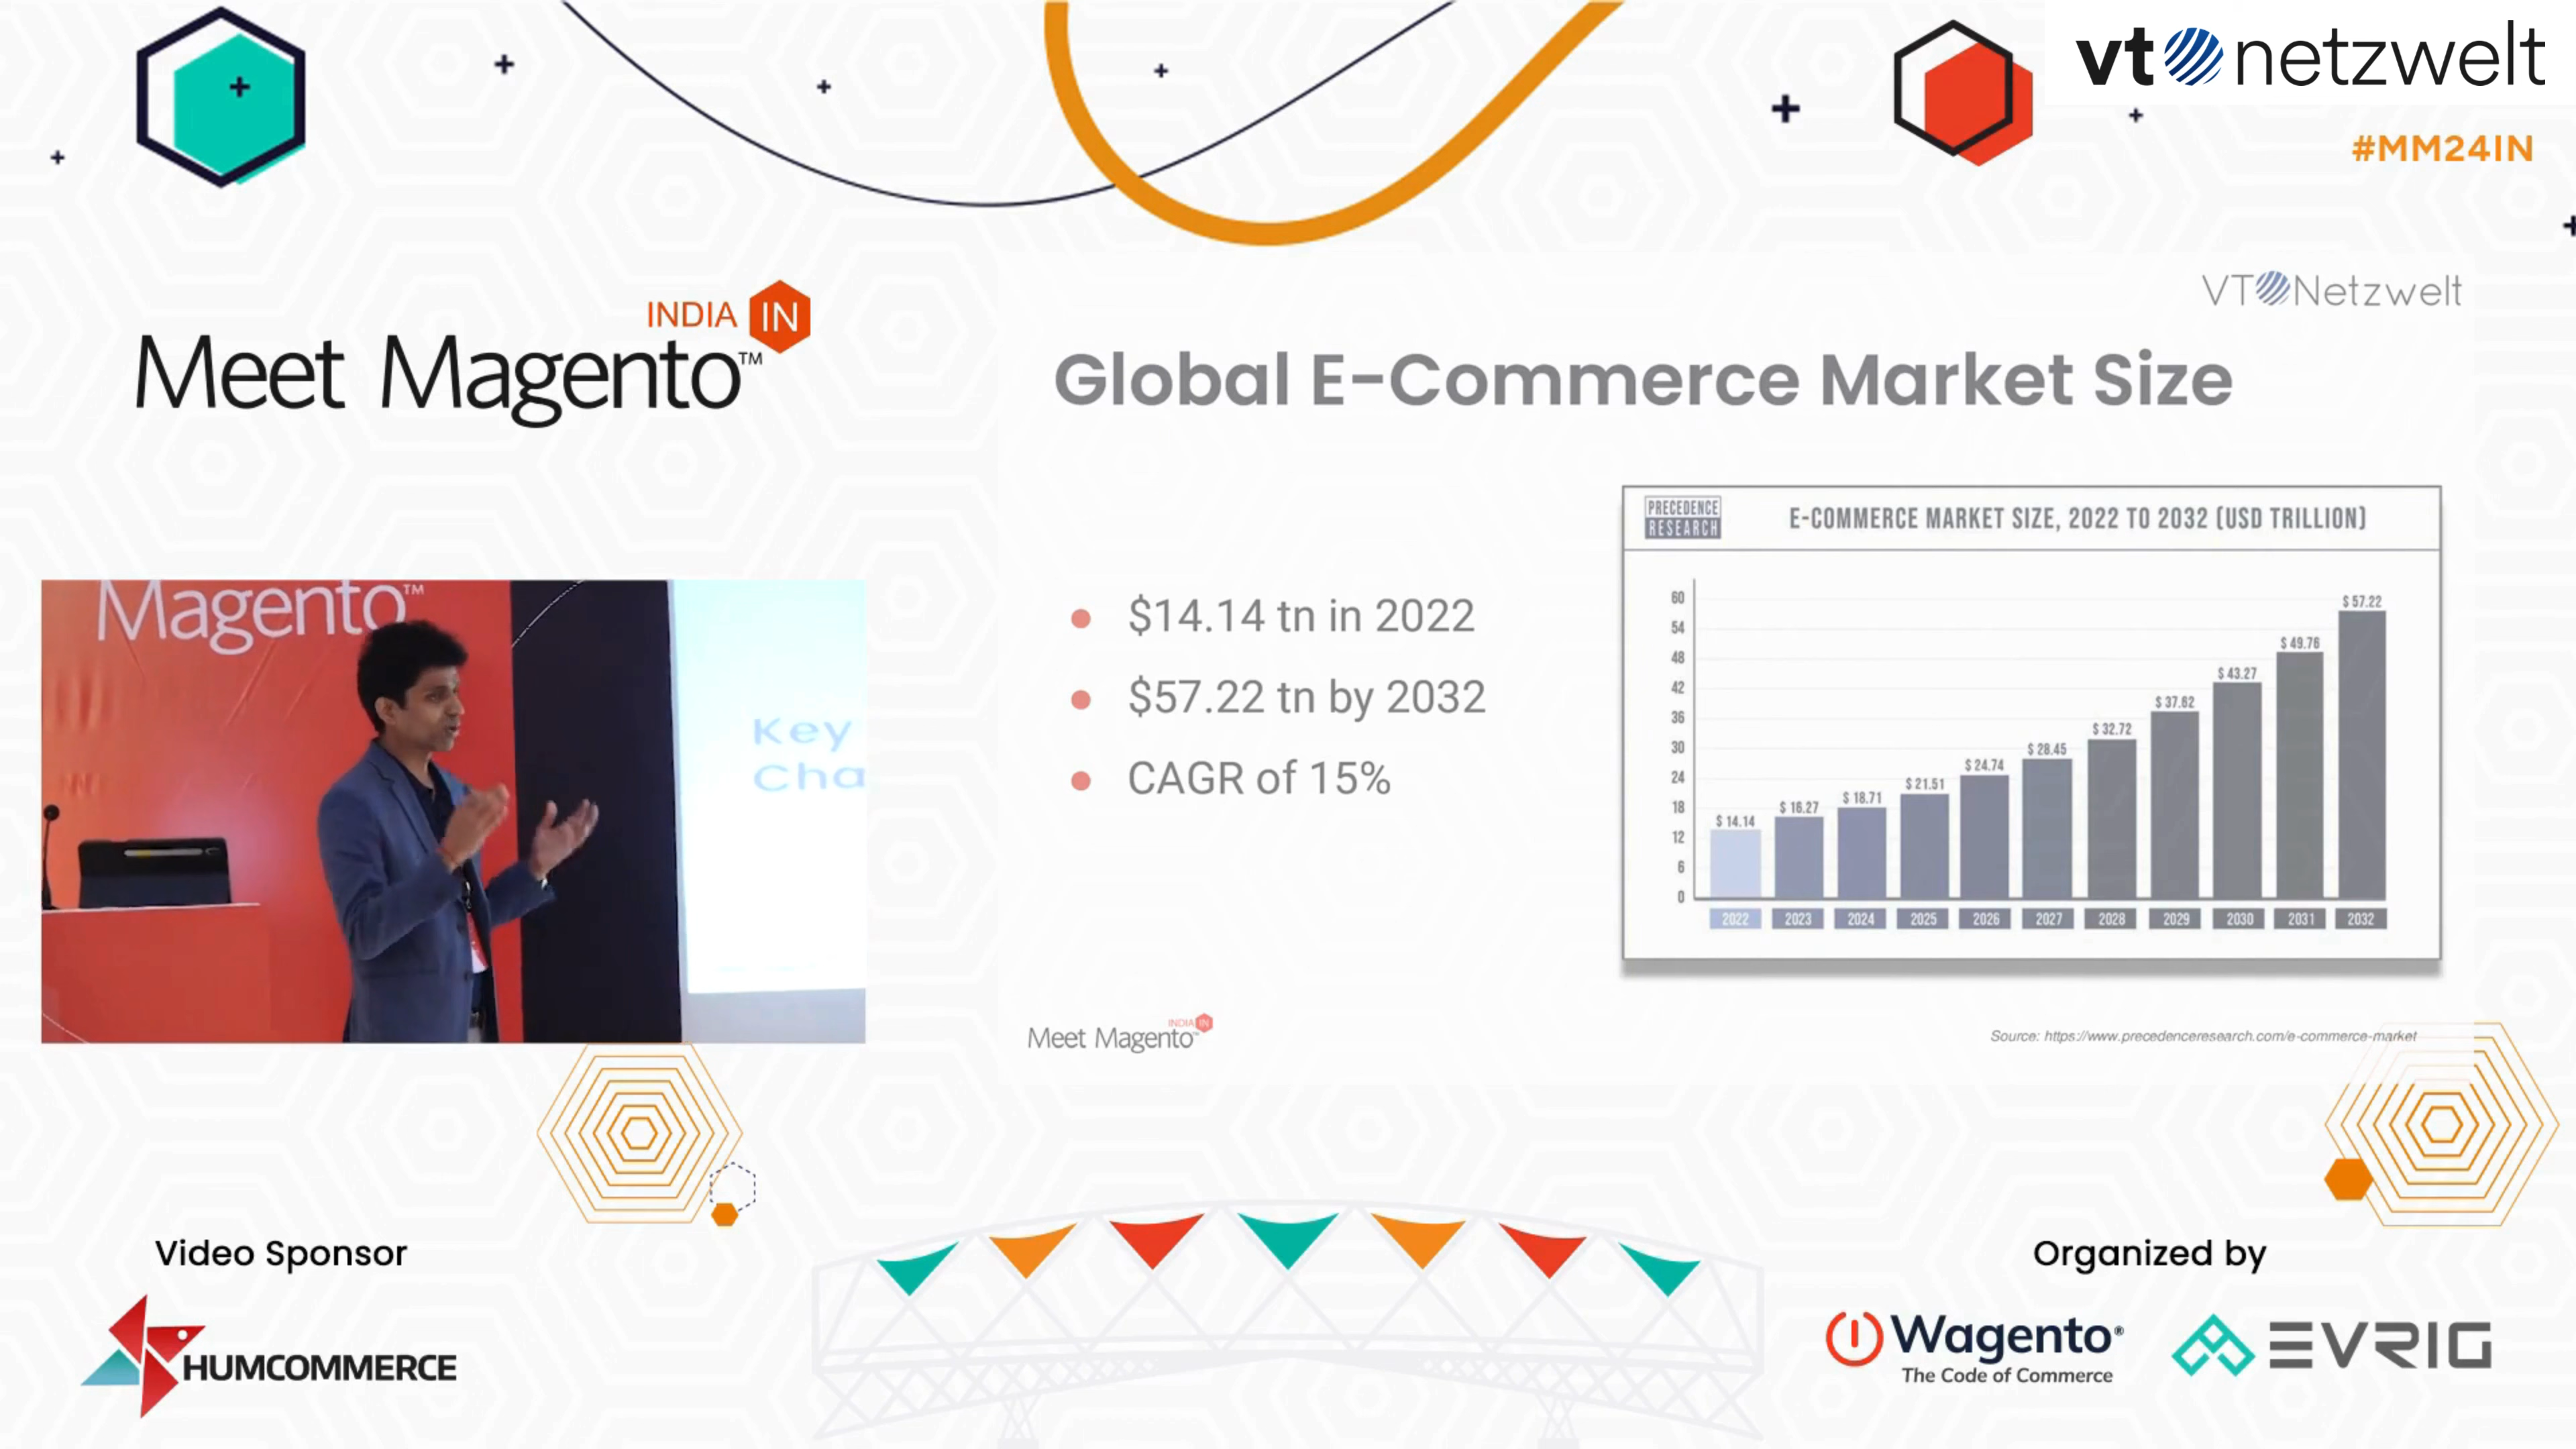 vt netzwelt
#MM24IN
INDIA IN
Meet Magento™
VT Netzwelt
Global E-Commerce Market Size
$14.14 tn in 2022
$57.22 tn by 2032
CAGR of 15%
PRECEDENCE
RESEARCH
E-COMMERCE MARKET SIZE, 2022 TO 2032 (USD TRILLION)
60
54
48
42
36
30
24
18
12
6
0
$ 14.14
$ 16.27
$ 18.71
$ 21.51
$ 24.74
$ 28.45
$ 32.72
$ 37.62
$ 43.27
$ 49.76
$ 57.22
2022 2023 2024 2025 2026 2027 2028 2029 2030 2031 2032
Magento™
Key
Cha
INDIA IN
Meet Magento™
Source: https://www.precedenceresearch.com/e-commerce-market
Video Sponsor
HUMCOMMERCE
Organized by
Wagento®
The Code of Commerce
EVRIG